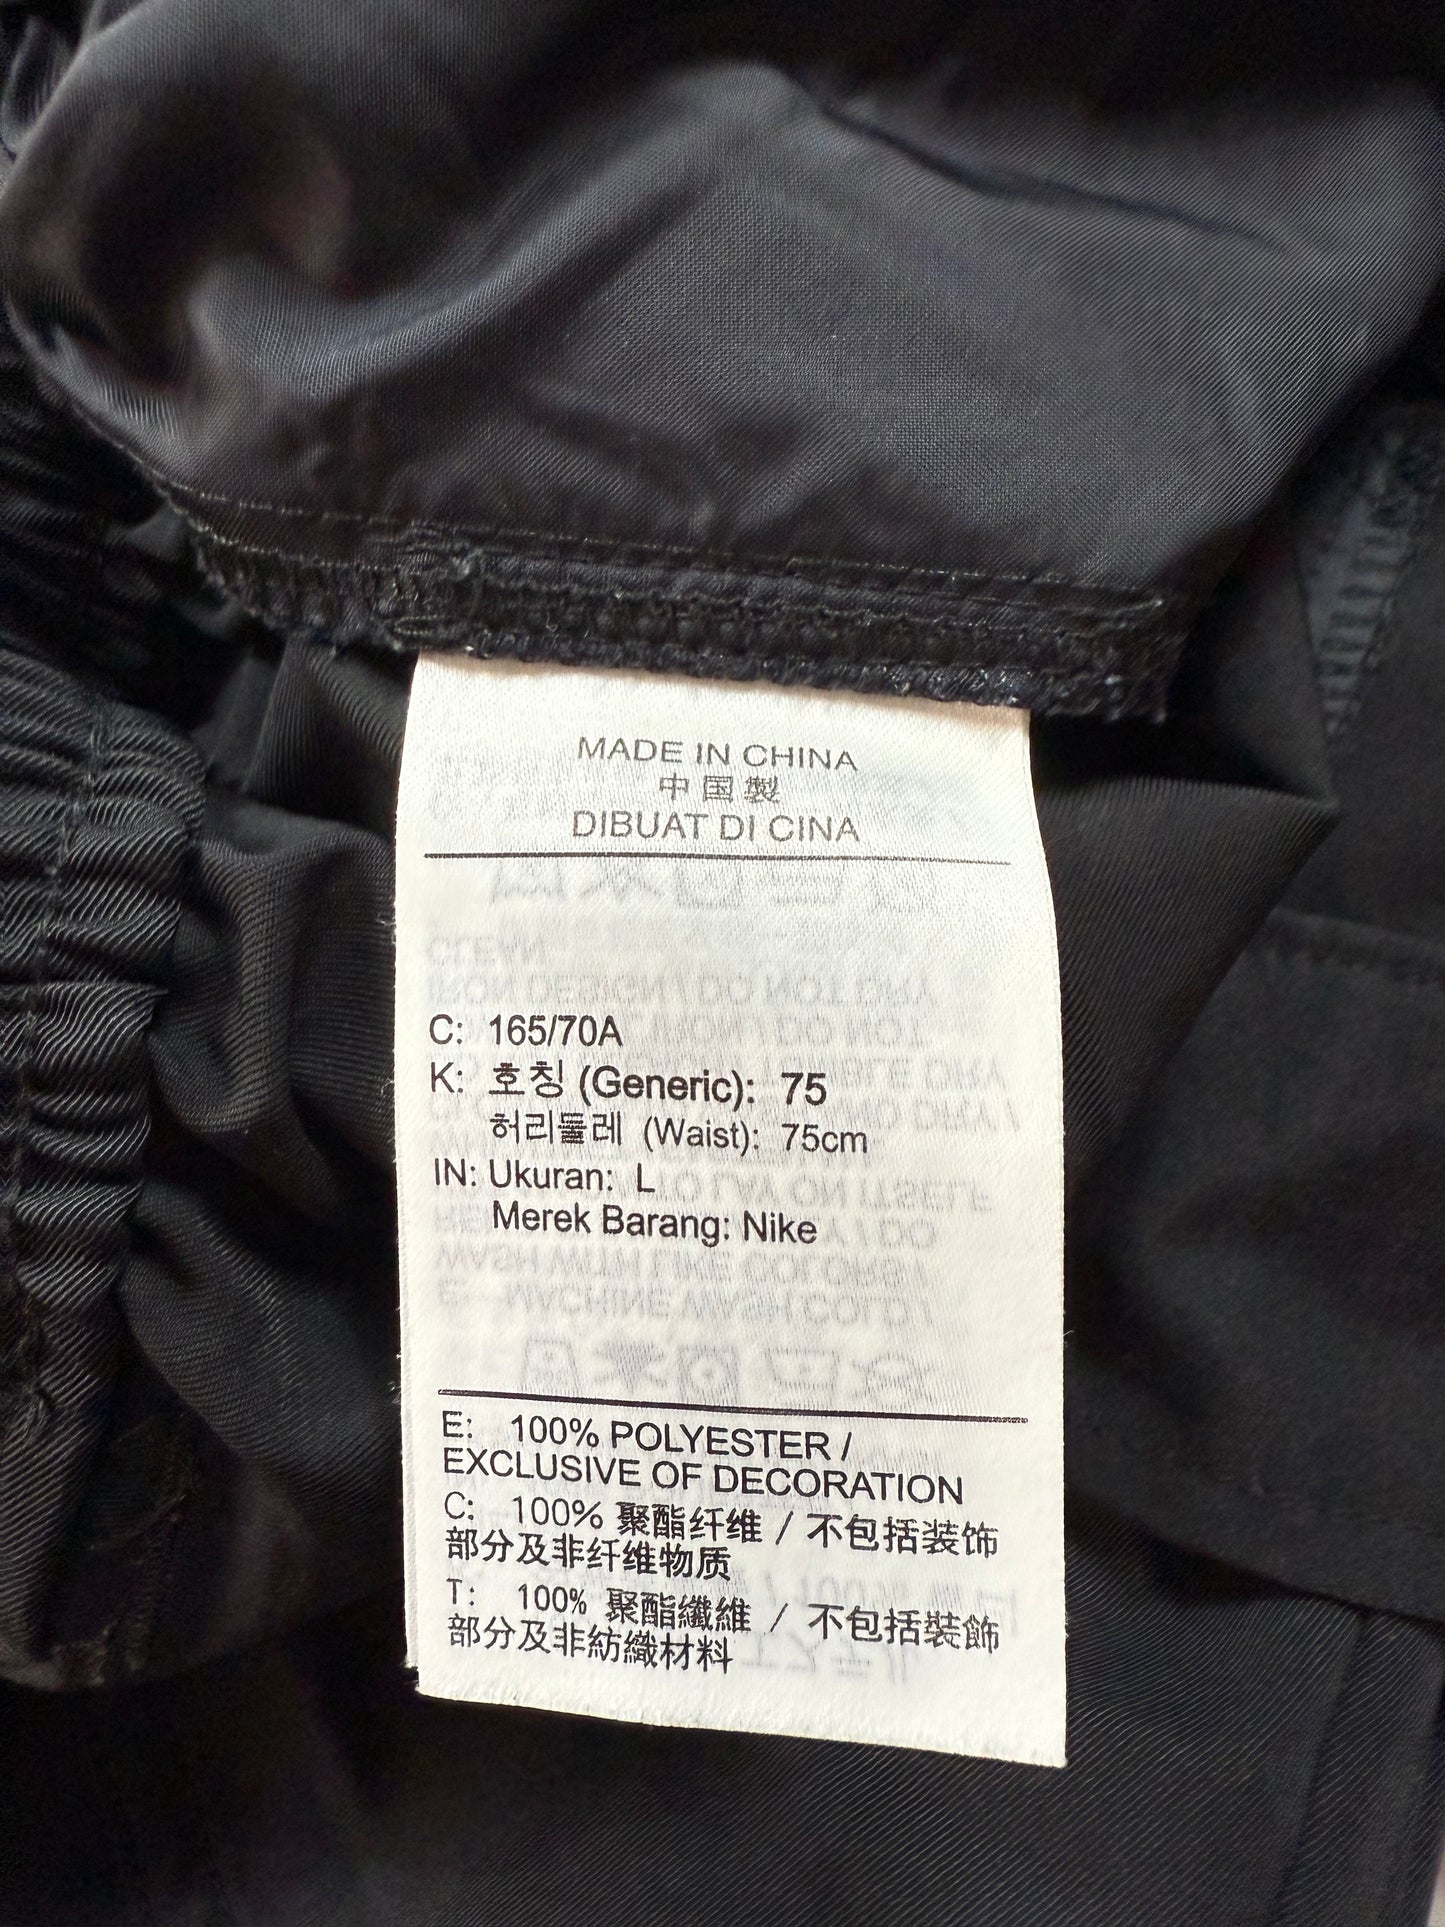 MADE IN CHINA
中国製
DIBUAT DI CINA
C: 165/70A
K: 호칭 (Generic): 75
허리둘레 (Waist): 75cm
IN: Ukuran: L
Merek Barang: Nike
E: 100% POLYESTER /
EXCLUSIVE OF DECORATION
C: 100% 聚酯纤维 / 不包括装饰
部分及非纤维物质
T: 100% 聚酯纖維 / 不包括裝飾
部分及非紡織材料